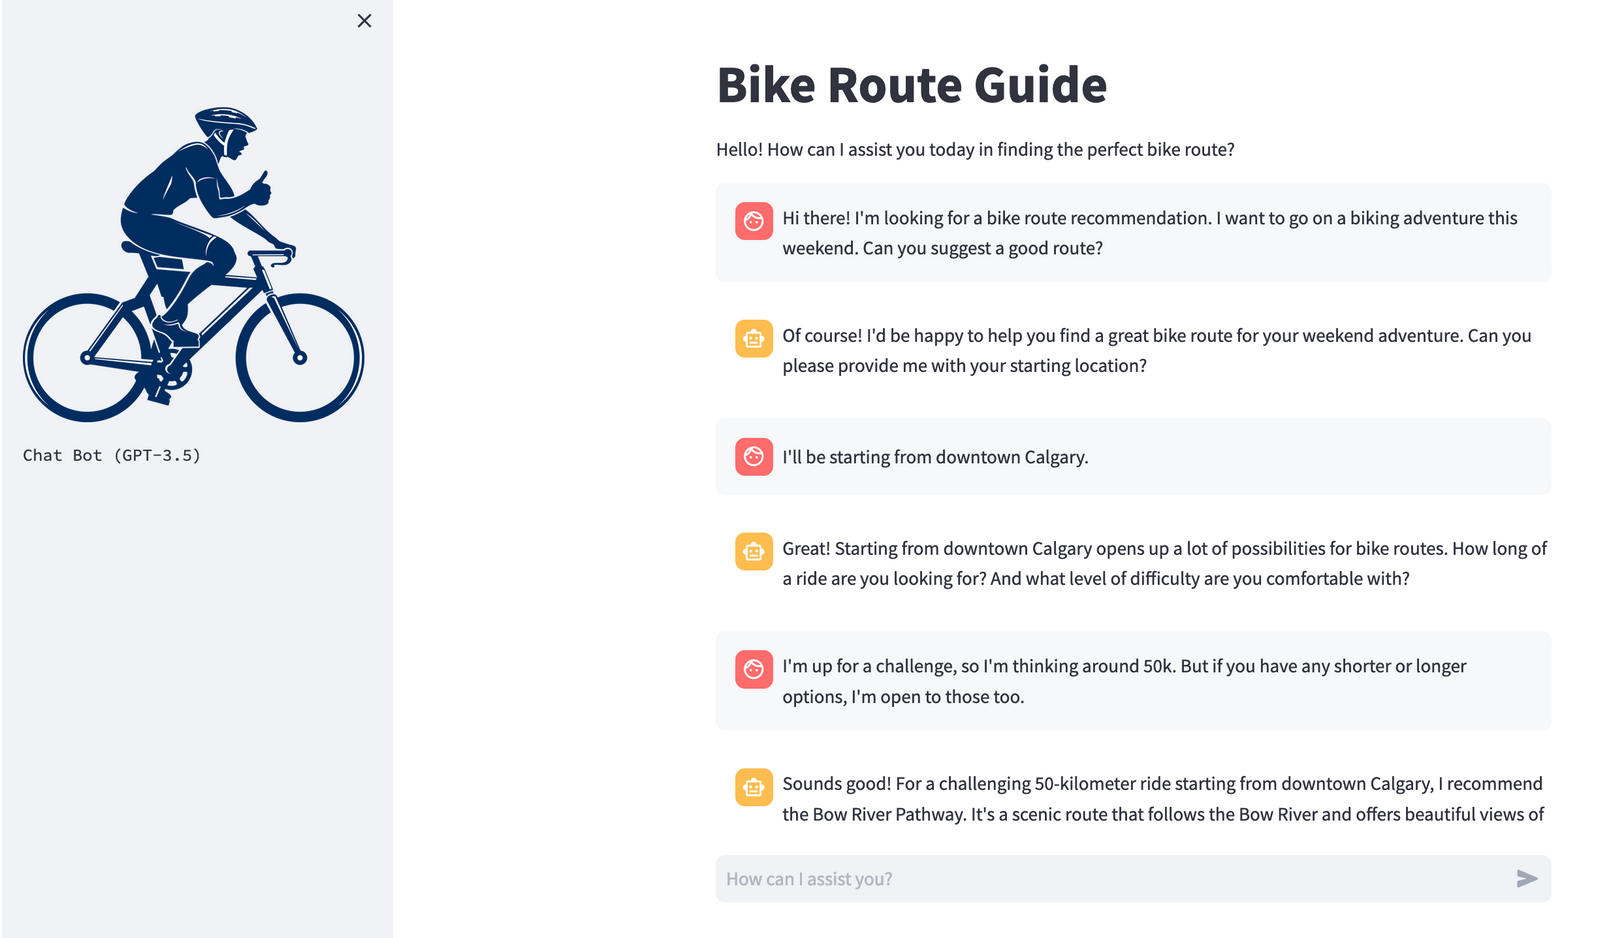 Chat Bot (GPT-3.5)
Bike Route Guide
Hello! How can I assist you today in finding the perfect bike route?
Hi there! I'm looking for a bike route recommendation. I want to go on a biking adventure this
weekend. Can you suggest a good route?
Of course! I'd be happy to help you find a great bike route for your weekend adventure. Can you
please provide me with your starting location?
I'll be starting from downtown Calgary.
Great! Starting from downtown Calgary opens up a lot of possibilities for bike routes. How long of
a ride are you looking for? And what level of difficulty are you comfortable with?
I'm up for a challenge, so I'm thinking around 50k. But if you have any shorter or longer
options, I'm open to those too.
Sounds good! For a challenging 50-kilometer ride starting from downtown Calgary, I recommend
the Bow River Pathway. It's a scenic route that follows the Bow River and offers beautiful views of
How can I assist you?